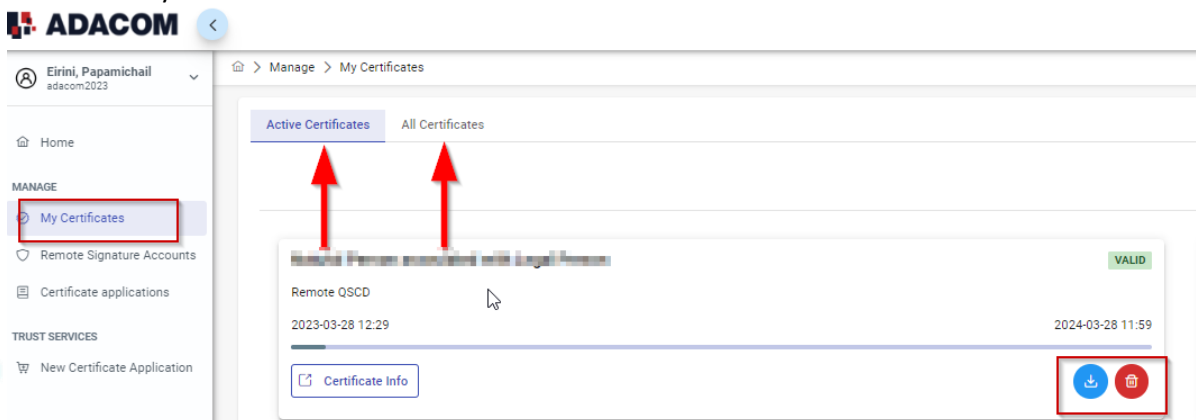 ADACOM
Eirini, Papamichail
adacom2023
Home
MANAGE
My Certificates
Remote Signature Accounts
Certificate applications
TRUST SERVICES
New Certificate Application
Manage > My Certificates
Active Certificates All Certificates
VALID
Remote QSCD
2023-03-28 12:29 2024-03-28 11:59
Certificate Info